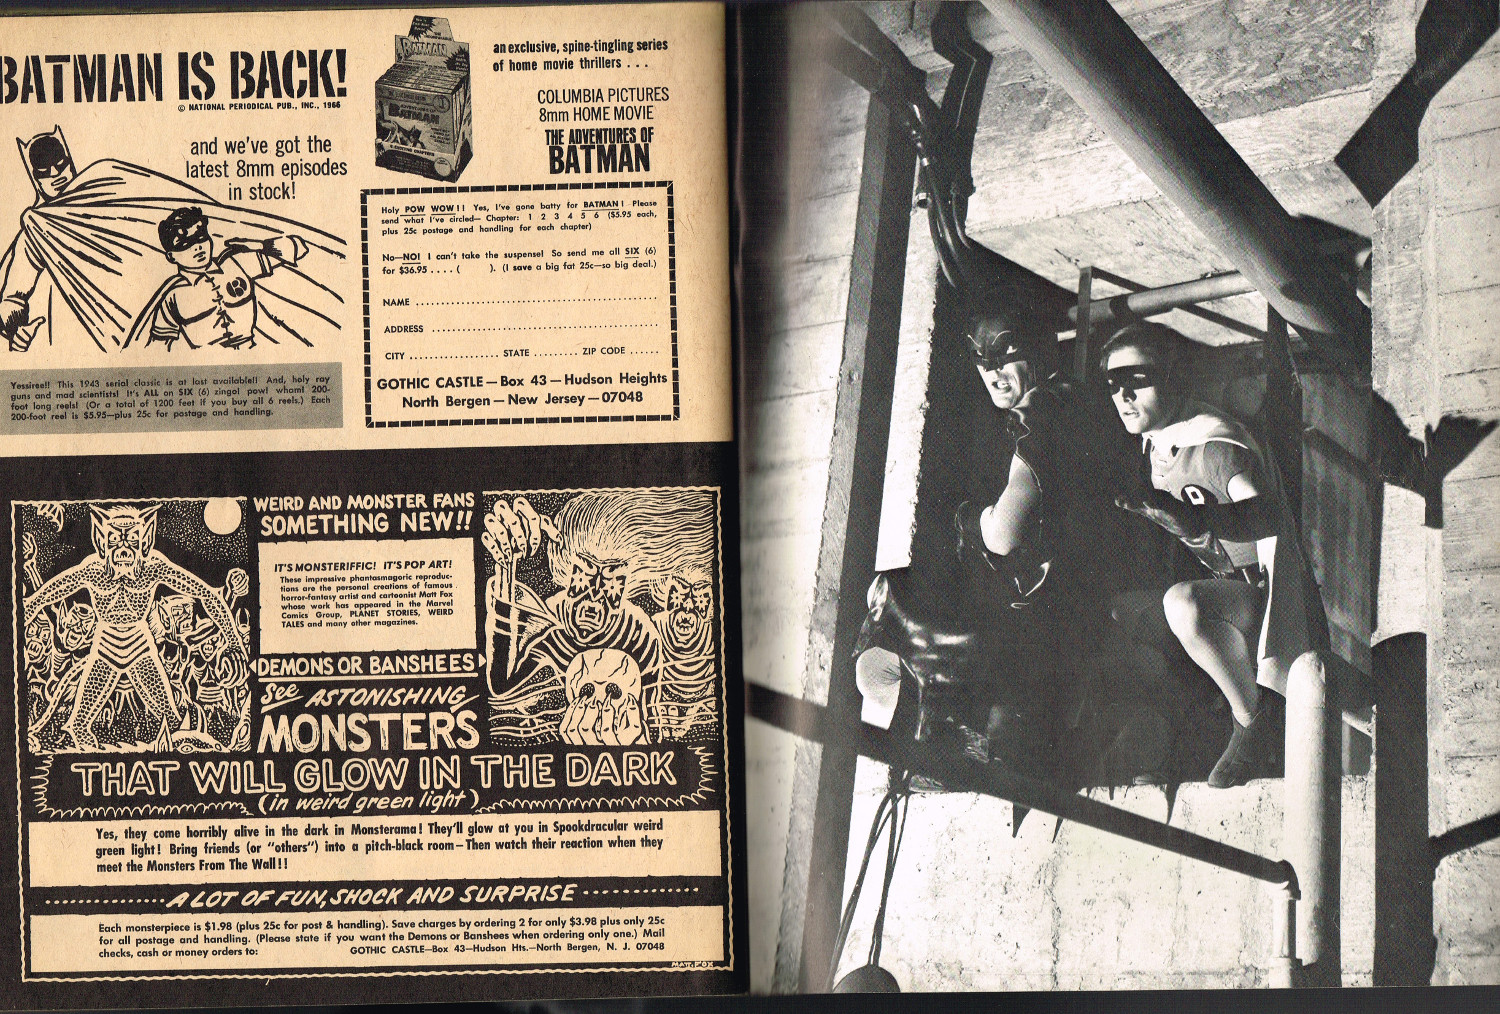 BATMAN IS BACK!
© NATIONAL PERIODICAL PUB., INC., 1966
and we've got the
latest 8mm episodes
in stock!
BATMAN
BATMAN
an exclusive, spine-tingling series
of home movie thrillers . . .
COLUMBIA PICTURES
8mm HOME MOVIE
THE ADVENTURES OF
BATMAN
Holy POW WOW!! Yes, I've gone batty for BATMAN! Please
send what I've circled— Chapter: 1 2 3 4 5 6 ($5.95 each,
plus 25c postage and handling for each chapter)
No—NO! I can't take the suspense! So send me all SIX (6)
for $36.95 . . . . ( ). (I save a big fat 25c—so big deal.)
NAME
ADDRESS
CITY STATE ZIP CODE
GOTHIC CASTLE — Box 43 — Hudson Heights
North Bergen — New Jersey — 07048
R
Yessiree!! This 1943 serial classic is at last available!! And, holy ray
guns and mad scientists! It's ALL on SIX (6) zingo! pow! wham! 200-
foot long reels! (Or a total of 1200 feet if you buy all 6 reels.) Each
200-foot reel is $5.95—plus 25c for postage and handling.
WEIRD AND MONSTER FANS
SOMETHING NEW!!
IT'S MONSTERIFFIC! IT'S POP ART!
These impressive phantasmagoric reproduc-
tions are the personal creations of famous
horror-fantasy artist and cartoonist Matt Fox
whose work has appeared in the Marvel
Comics Group, PLANET STORIES, WEIRD
TALES and many other magazines.
DEMONS OR BANSHEES
See ASTONISHING
MONSTERS
THAT WILL GLOW IN THE DARK
(in weird green light)
Yes, they come horribly alive in the dark in Monsterama! They'll glow at you in Spookdracular weird
green light! Bring friends (or "others") into a pitch-black room—Then watch their reaction when they
meet the Monsters From The Wall!!
A LOT OF FUN, SHOCK AND SURPRISE
Each monsterpiece is $1.98 (plus 25c for post & handling). Save charges by ordering 2 for only $3.98 plus only 25c
for all postage and handling. (Please state if you want the Demons or Banshees when ordering only one.) Mail
checks, cash or money orders to: GOTHIC CASTLE—Box 43—Hudson Hts.—North Bergen, N. J. 07048
MATT FOX